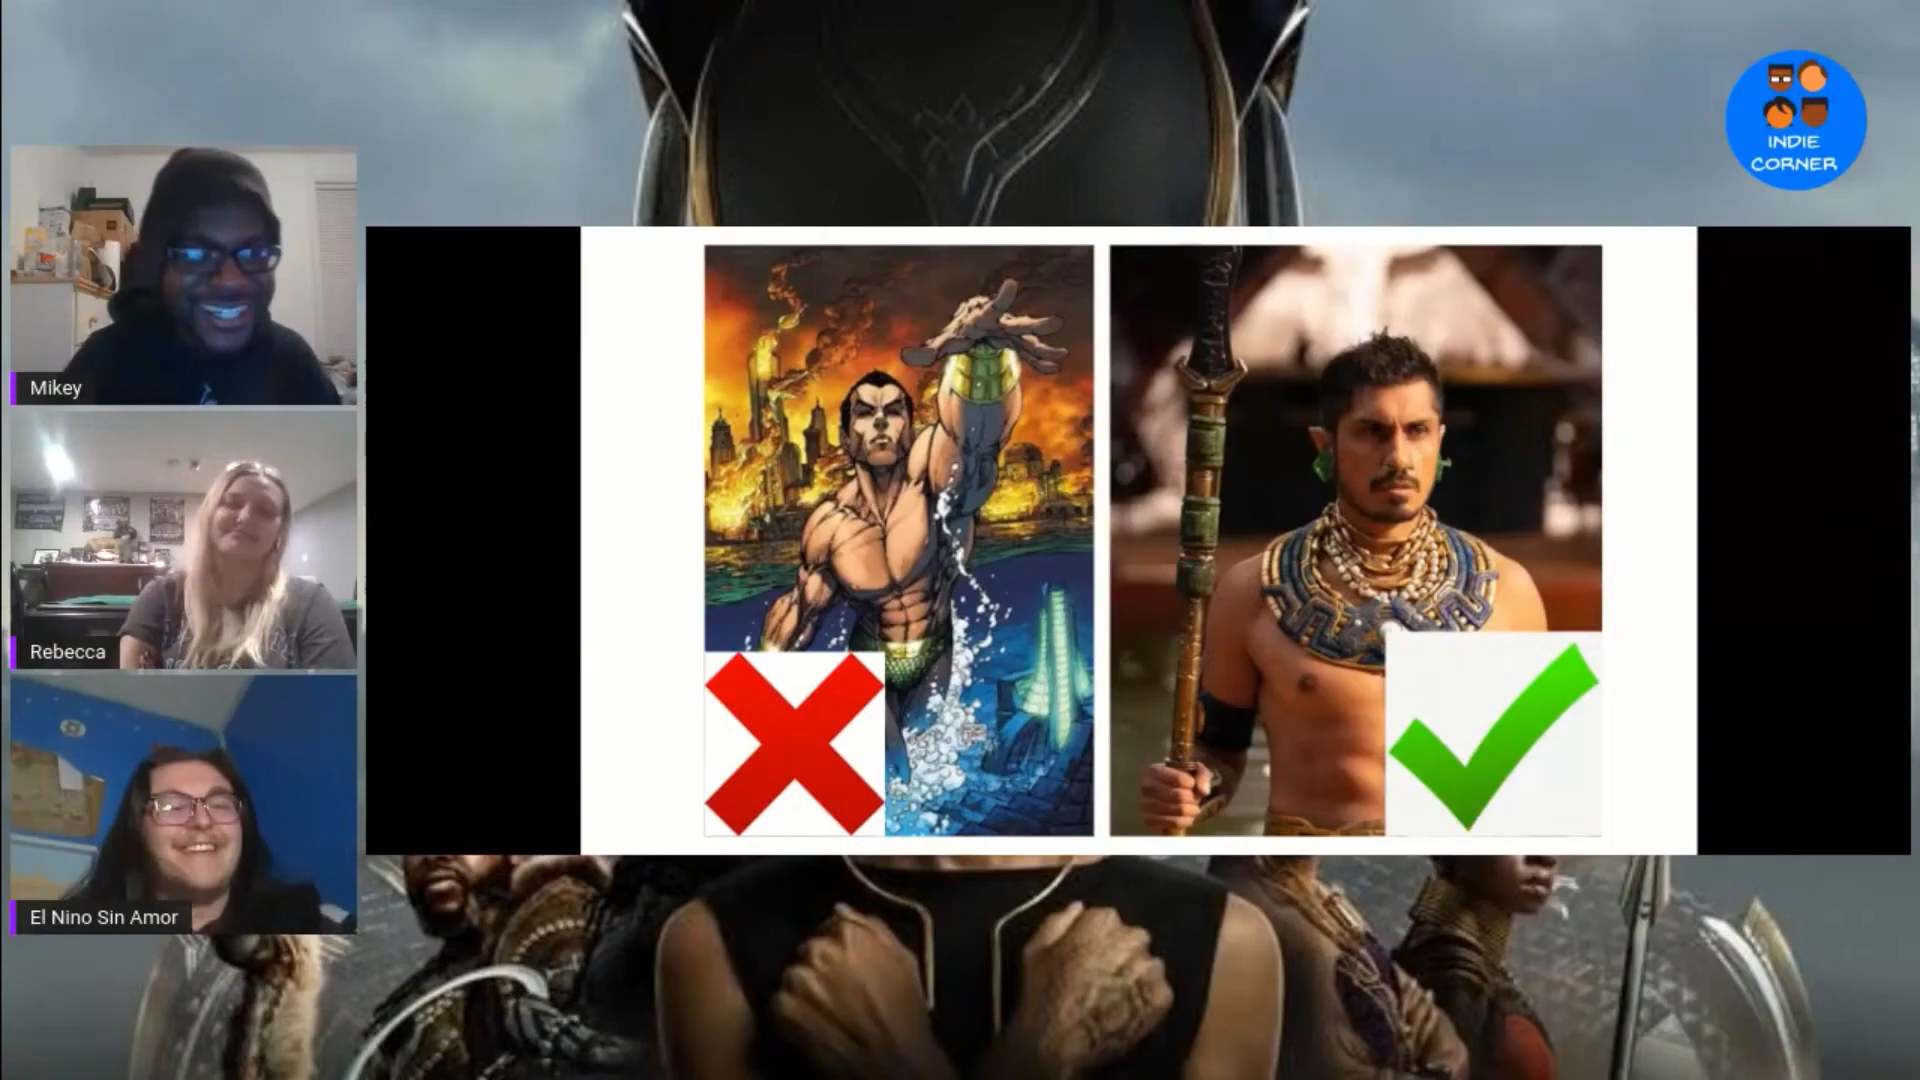 INDIE
CORNER
Mikey
Rebecca
El Nino Sin Amor